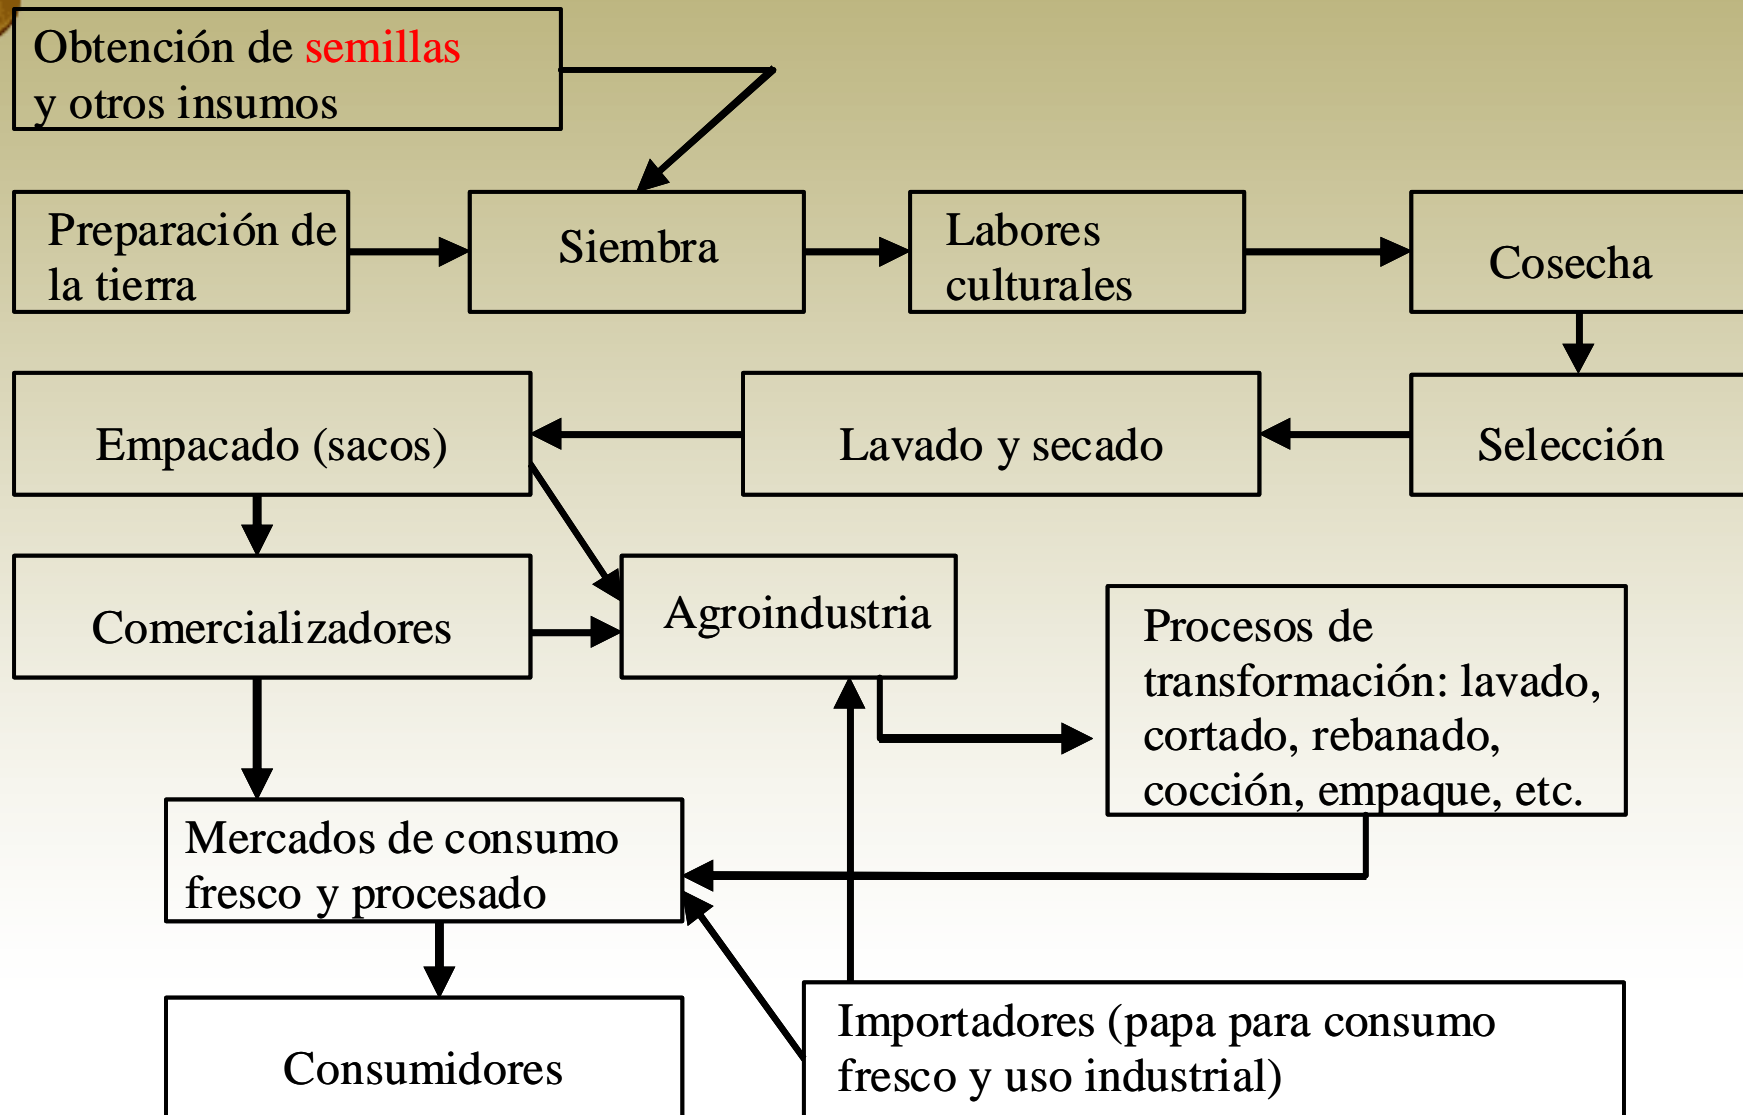 Obtención de semillas
y otros insumos
Preparación de
la tierra
Siembra
Labores
culturales
Cosecha
Empacado (sacos)
Lavado y secado
Selección
Comercializadores
Agroindustria
Procesos de
transformación: lavado,
cortado, rebanado,
cocción, empaque, etc.
Mercados de consumo
fresco y procesado
Consumidores
Importadores (papa para consumo
fresco y uso industrial)